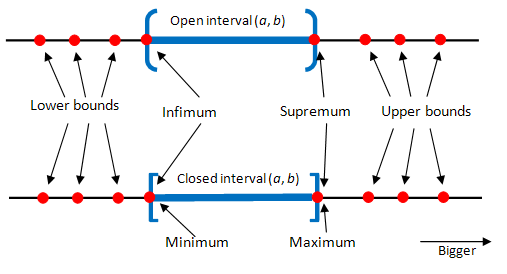 Open interval (a, b)
Lower bounds
Infimum
Supremum
Upper bounds
Closed interval (a, b)
Minimum
Maximum
Bigger